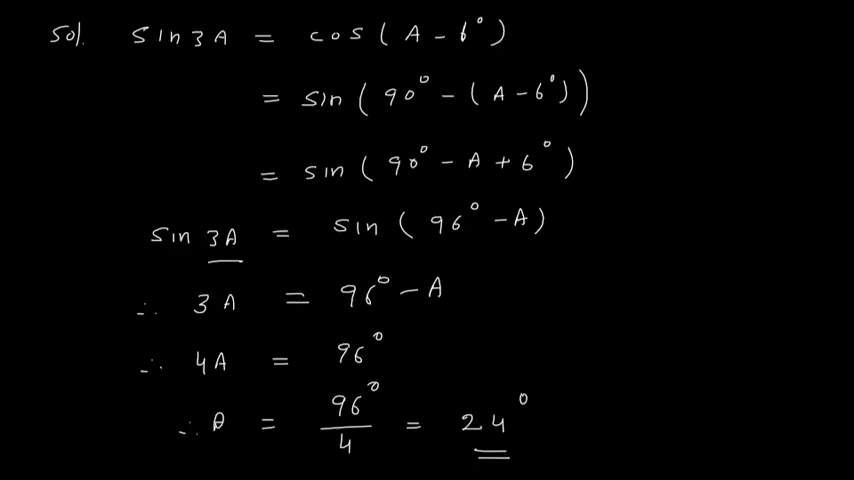 Sol. sin 3A = cos ( A - 6° )
= sin ( 90° - ( A - 6° ) )
= sin ( 90° - A + 6° )
sin 3A = sin ( 96° - A )
∴ 3A = 96° - A
∴ 4A = 96°
∴ A = 96° / 4 = 24°